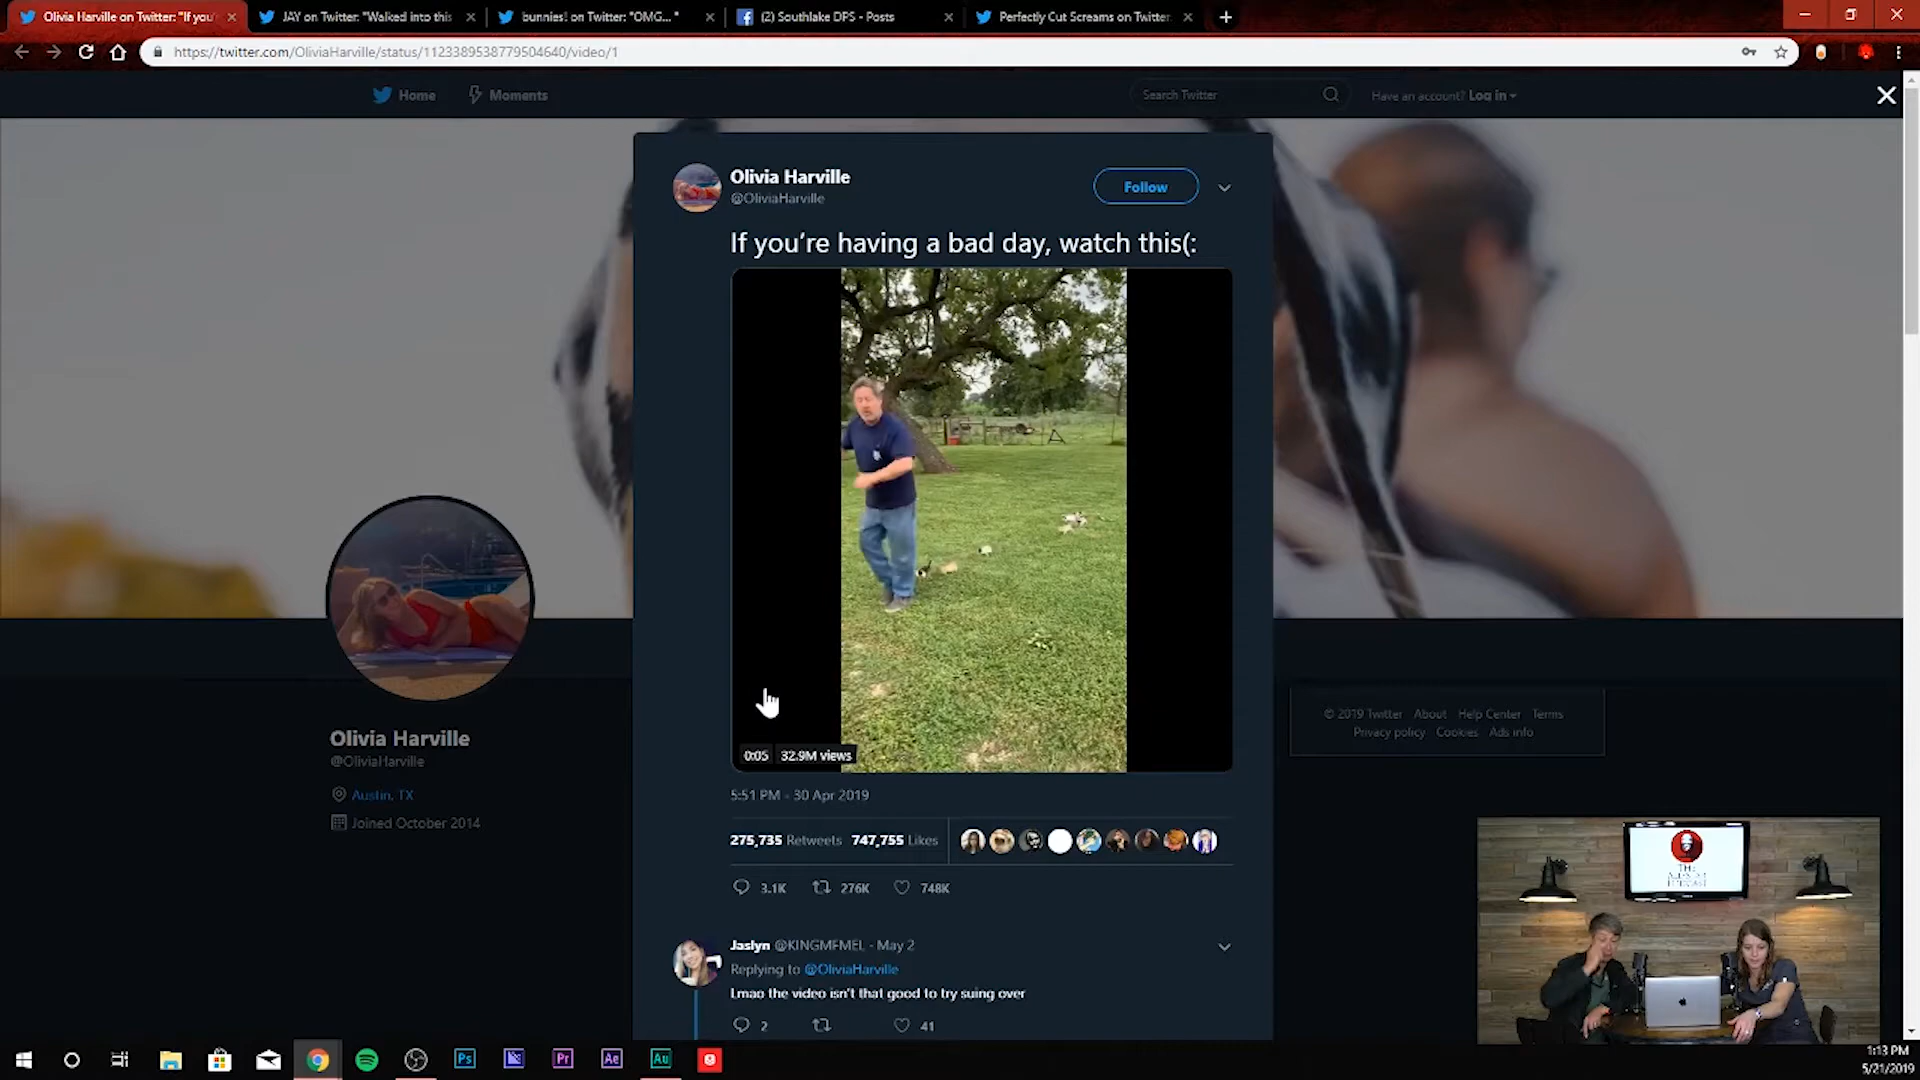 Olivia Harville on Twitter: "If you'
JAY on Twitter: "Walked into this
bunnies! on Twitter: "OMG... "
(2) Southlake DPS - Posts
Perfectly Cut Screams on Twitter
https://twitter.com/OliviaHarville/status/1123389538779504640/video/1
Home
Moments
Search Twitter
Have an account? Log in
Olivia Harville
@OliviaHarville
Follow
If you're having a bad day, watch this(:
0:05 32.9M views
5:51 PM - 30 Apr 2019
275,735 Retweets 747,755 Likes
3.1K 276K 748K
Jaslyn @KINGMFMEL - May 2
Replying to @OliviaHarville
Lmao the video isn't that good to try suing over
2 41
Olivia Harville
@OliviaHarville
Austin, TX
Joined October 2014
© 2019 Twitter About Help Center Terms
Privacy policy Cookies Ads info
THE
PODCAST
Ps
Pr
Ae
Au
1:13 PM
5/21/2019